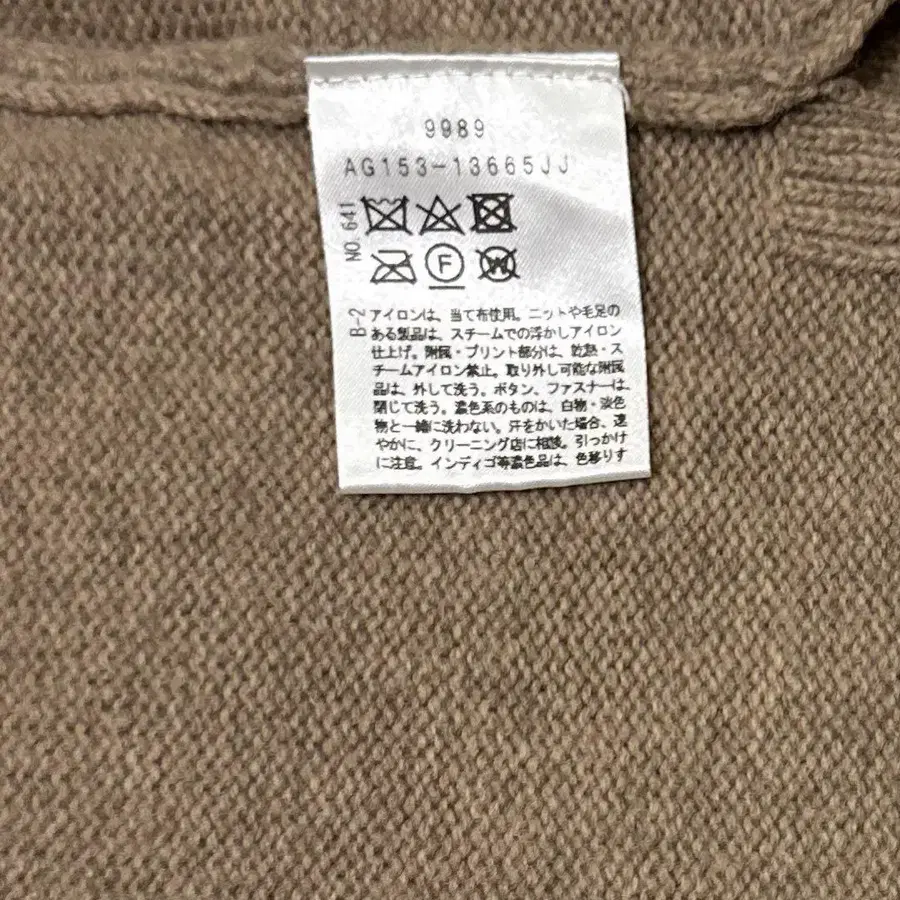 9989
AG153-13665JJ
NO.641
F
W
B-2
アイロンは、当て布使用。ニットや毛足の
ある製品は、スチームでの浮かしアイロン
仕上げ。附属・プリント部分は、乾熱・ス
チームアイロン禁止。取り外し可能な附属
品は、外して洗う。ボタン、ファスナーは、
閉じて洗う。濃色系のものは、白物・淡色
物と一緒に洗わない。汗をかいた場合、速
やかに、クリーニング店に相談。引っかけ
に注意。インディゴ等濃色品は、色移りす